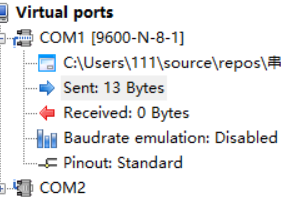 Virtual ports
COM1 [9600-N-8-1]
C:\Users\111\source\repos\串
Sent: 13 Bytes
Received: 0 Bytes
Baudrate emulation: Disabled
Pinout: Standard
COM2